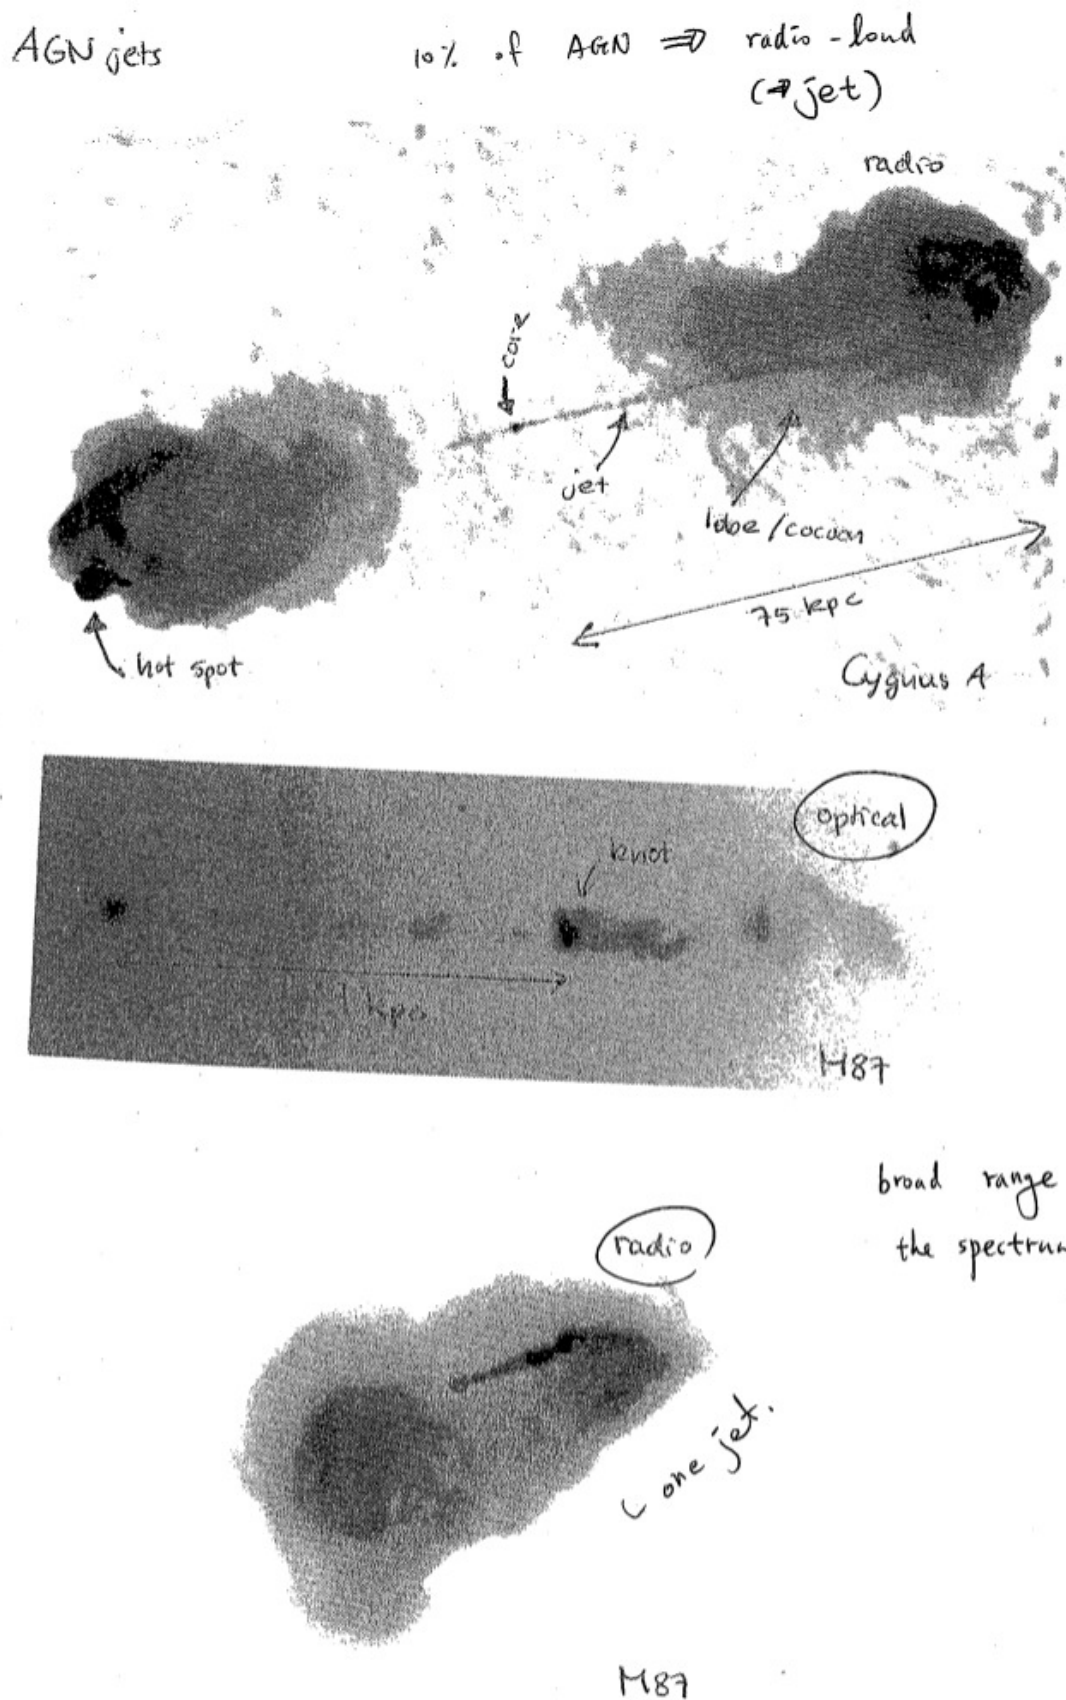 AGN jets
10% of AGN ⇒ radio-loud
(⇒ jet)
radio
core
jet
lobe/cocoon
75 kpc
hot spot
Cygnus A
optical
knot
1 kpc
M87
broad range
the spectrum
radio
one jet.
M87